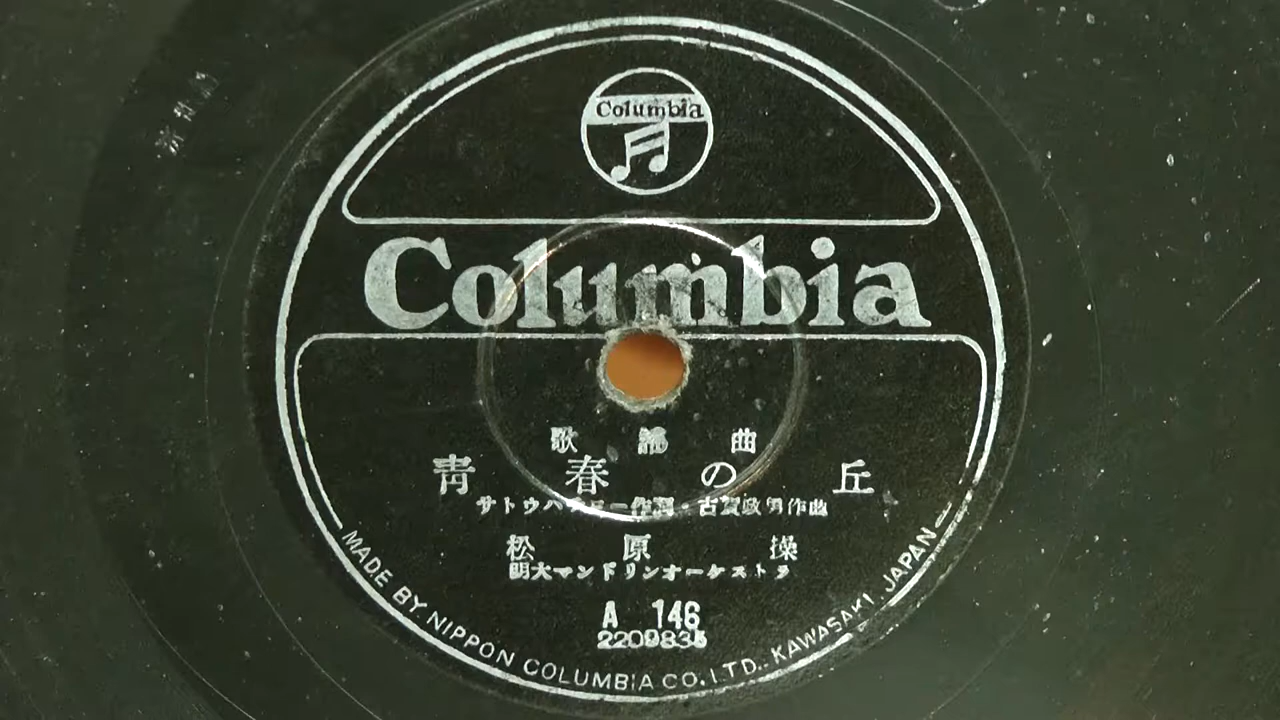 Columbia
Columbia
歌謡曲
青春の丘
サトウハチロー作詞・古賀政男作曲
松原操
明大マンドリンオーケストラ
A 146
2209835
MADE BY NIPPON COLUMBIA CO., LTD., KAWASAKI, JAPAN